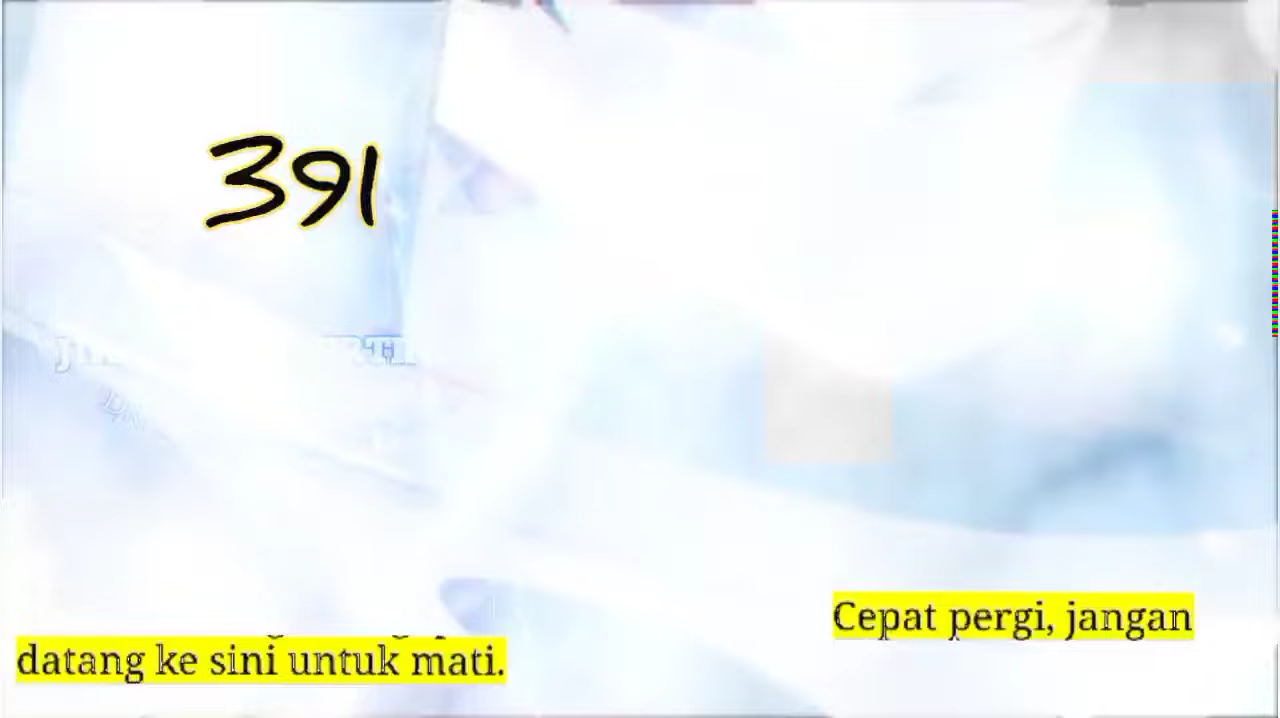 391
Cepat pergi, jangan
datang ke sini untuk mati.